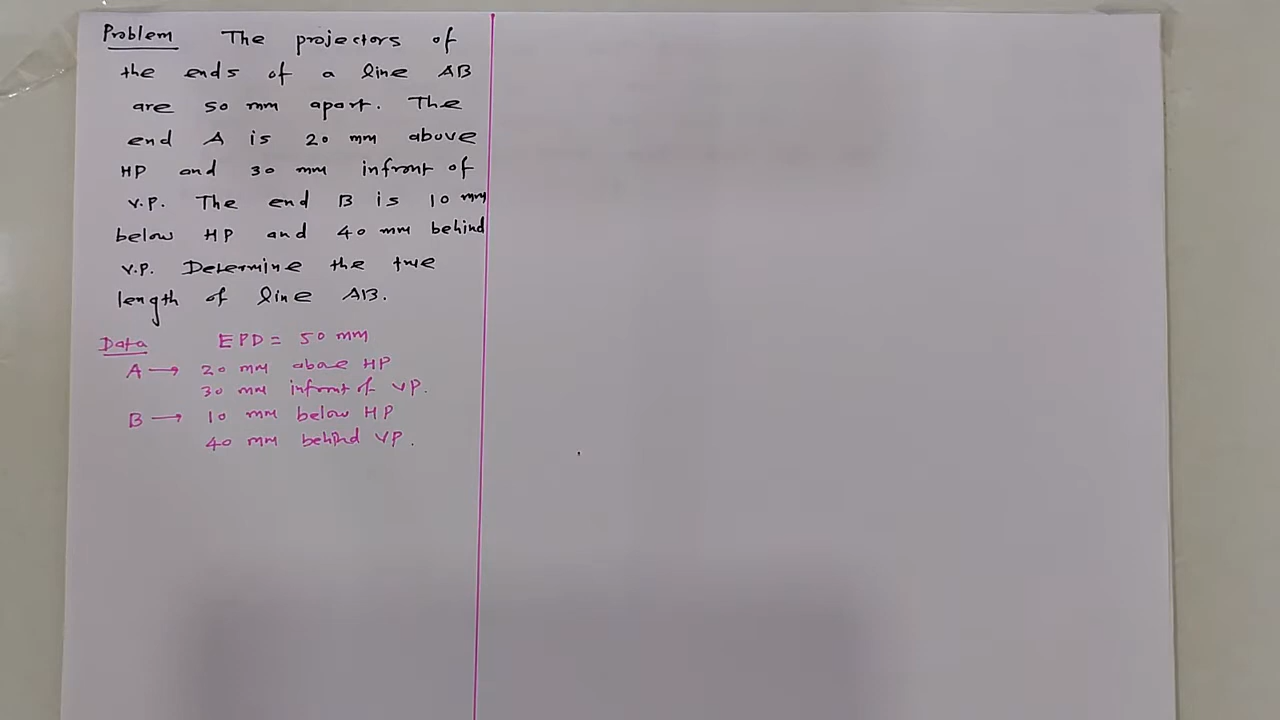 Problem The projectors of
the ends of a line AB
are 50 mm apart. The
end A is 20 mm above
HP and 30 mm infront of
V.P. The end B is 10 mm
below HP and 40 mm behind
V.P. Determine the true
length of line AB.
Data EPD = 50 mm
A → 20 mm above HP
30 mm infront of VP.
B → 10 mm below HP
40 mm behind VP.